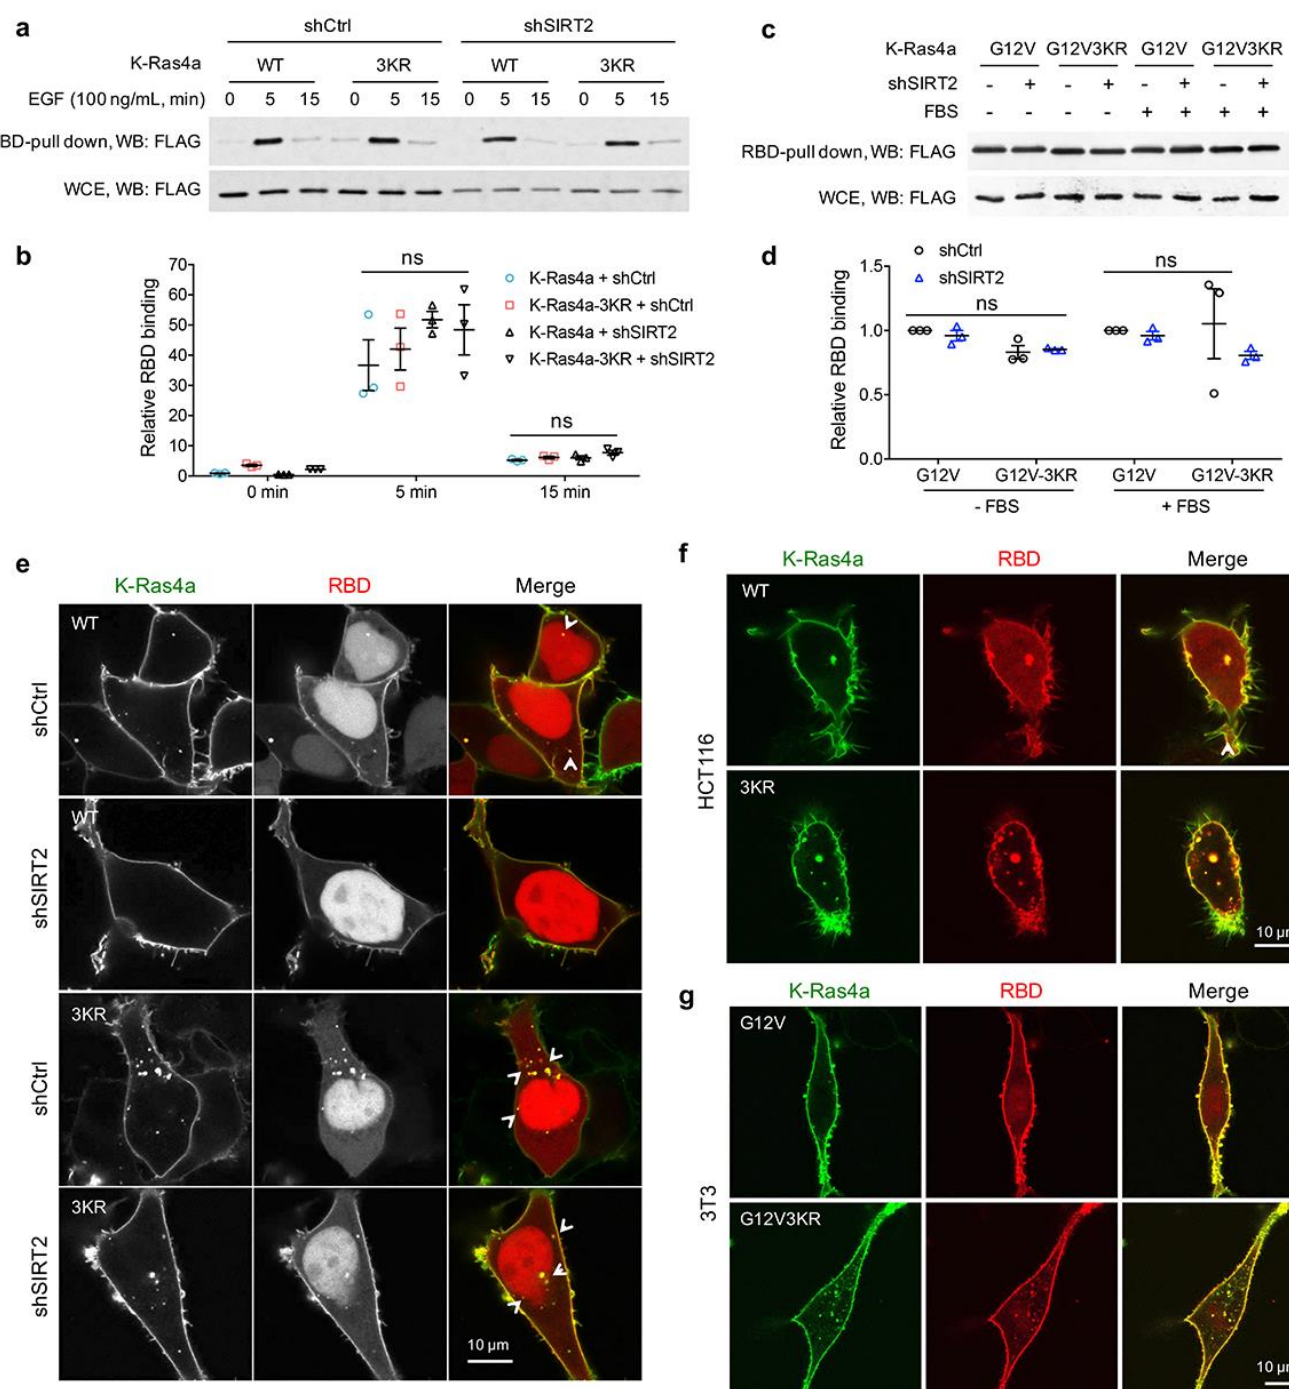 a
shCtrl shSIRT2
K-Ras4a WT 3KR WT 3KR
EGF (100 ng/mL, min) 0 5 15 0 5 15 0 5 15 0 5 15
BD-pull down, WB: FLAG
WCE, WB: FLAG
c
K-Ras4a G12V G12V3KR G12V G12V3KR
shSIRT2 - + - + - + - +
FBS - - - - + + + +
RBD-pull down, WB: FLAG
WCE, WB: FLAG
b
Relative RBD binding
70
60
50
40
30
20
10
0
ns
ns
0 min 5 min 15 min
K-Ras4a + shCtrl
K-Ras4a-3KR + shCtrl
K-Ras4a + shSIRT2
K-Ras4a-3KR + shSIRT2
d
Relative RBD binding
1.5
1.0
0.5
0.0
shCtrl
shSIRT2
ns
ns
G12V G12V-3KR G12V G12V-3KR
- FBS + FBS
e
K-Ras4a RBD Merge
shCtrl
WT
shSIRT2
WT
shCtrl
3KR
shSIRT2
3KR
10 µm
f
K-Ras4a RBD Merge
HCT116
WT
3KR
10 µm
g
K-Ras4a RBD Merge
3T3
G12V
G12V3KR
10 µm